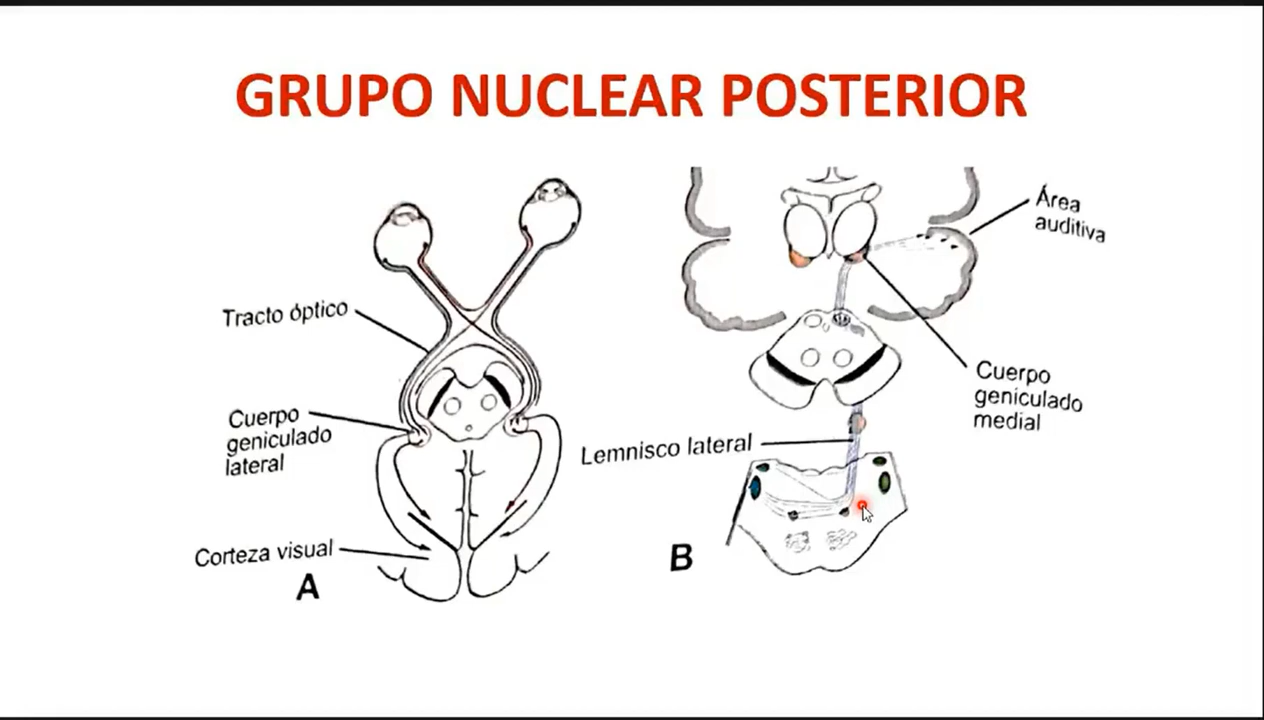 GRUPO NUCLEAR POSTERIOR
Tracto óptico
Cuerpo
geniculado
lateral
Corteza visual
A
Área
auditiva
Cuerpo
geniculado
medial
Lemnisco lateral
B